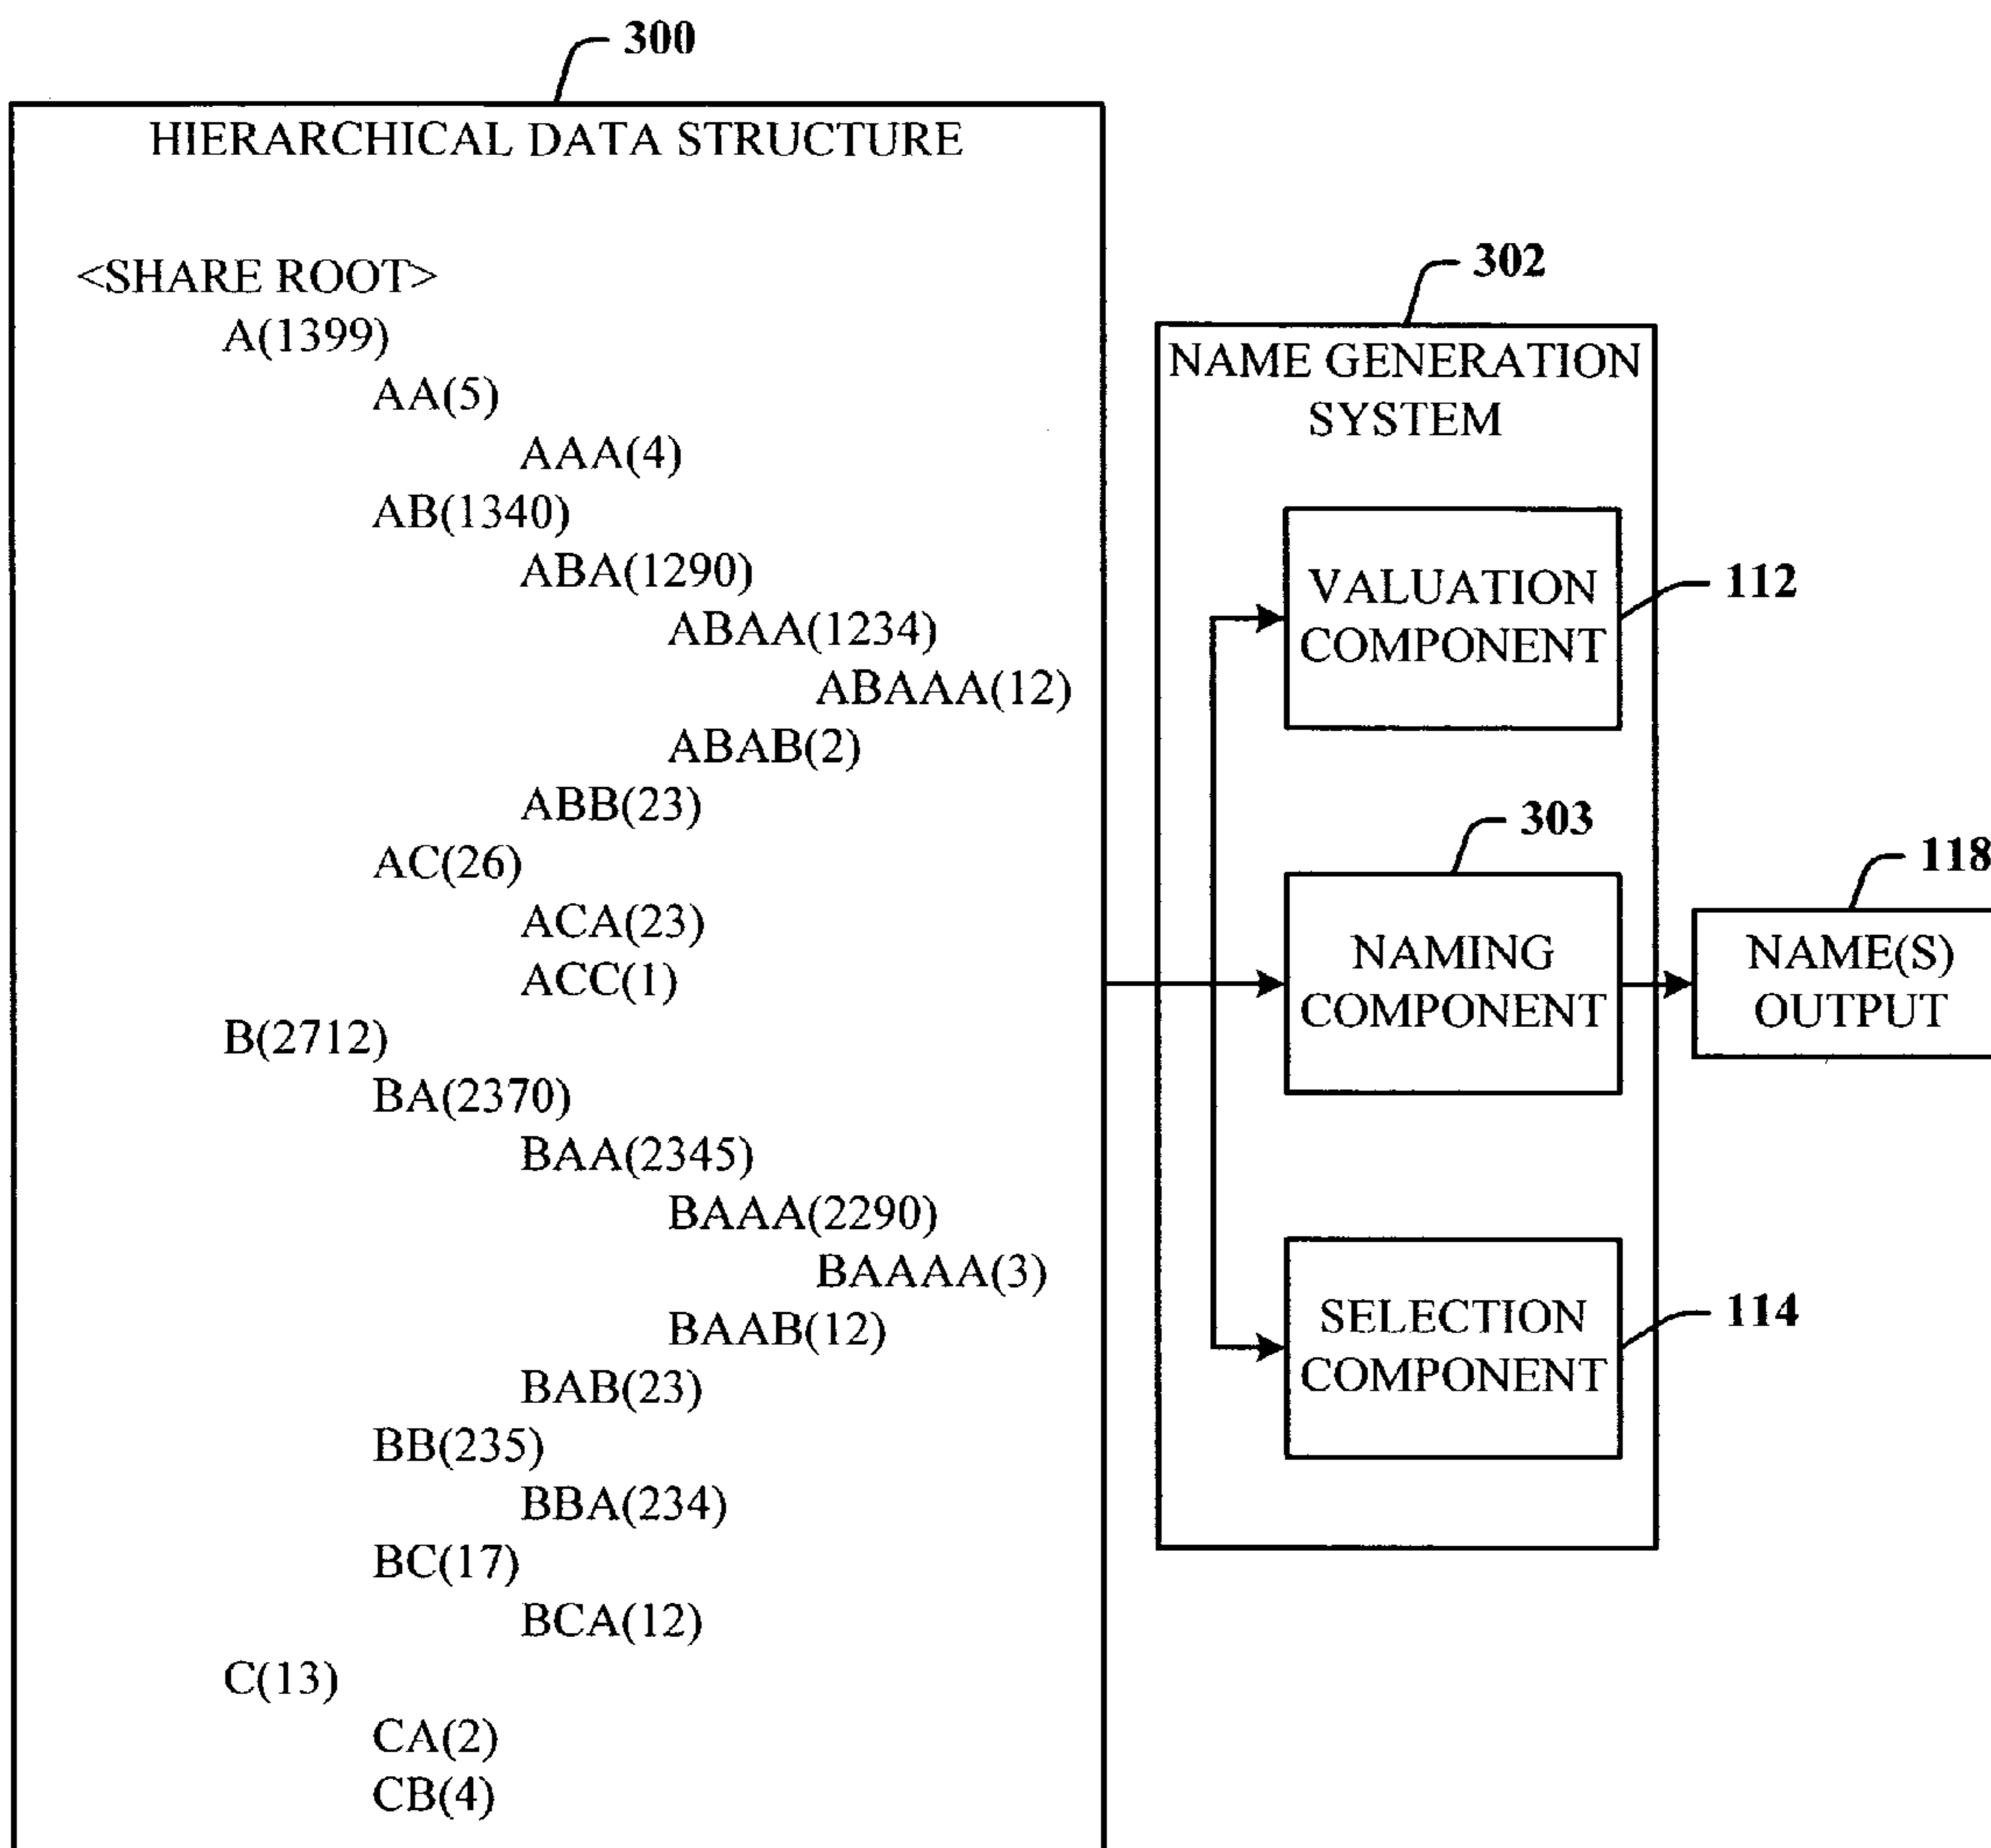 300
HIERARCHICAL DATA STRUCTURE
<SHARE ROOT>
A(1399)
AA(5)
AAA(4)
AB(1340)
ABA(1290)
ABAA(1234)
ABAAA(12)
ABAB(2)
ABB(23)
AC(26)
ACA(23)
ACC(1)
B(2712)
BA(2370)
BAA(2345)
BAAA(2290)
BAAAA(3)
BAAB(12)
BAB(23)
BB(235)
BBA(234)
BC(17)
BCA(12)
C(13)
CA(2)
CB(4)
302
NAME GENERATION
SYSTEM
VALUATION
COMPONENT
112
303
NAMING
COMPONENT
SELECTION
COMPONENT
114
118
NAME(S)
OUTPUT